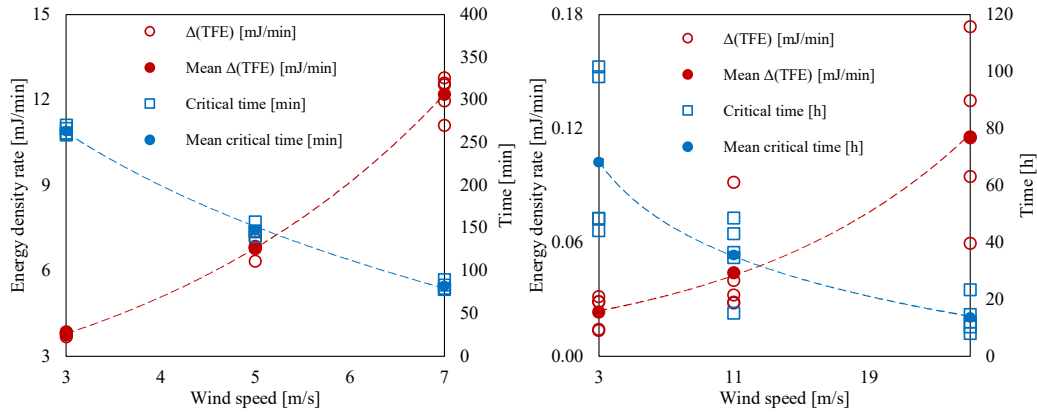 15
12
9
6
3
Energy density rate [mJ/min]
Δ(TFE) [mJ/min]
Mean Δ(TFE) [mJ/min]
Critical time [min]
Mean critical time [min]
400
350
300
250
200
150
100
50
0
Time [min]
3 4 5 6 7
Wind speed [m/s]
0.18
0.12
0.06
0.00
Energy density rate [mJ/min]
Δ(TFE) [mJ/min]
Mean Δ(TFE) [mJ/min]
Critical time [h]
Mean critical time [h]
120
100
80
60
40
20
0
Time [h]
3 11 19
Wind speed [m/s]